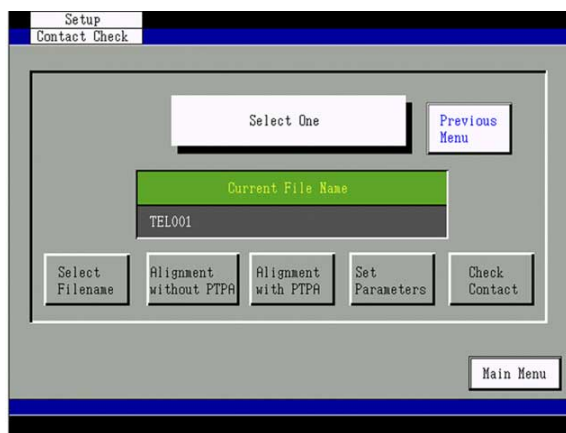 Setup
Contact Check
Select One
Previous
Menu
Current File Name
TEL001
Select
Filename
Alignment
without PTPA
Alignment
with PTPA
Set
Parameters
Check
Contact
Main Menu